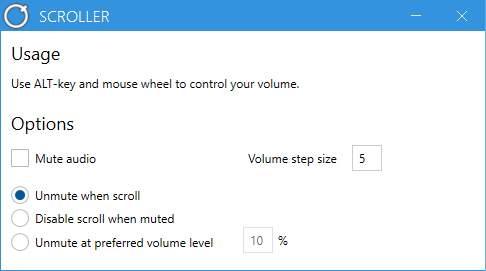 SCROLLER
Usage
Use ALT-key and mouse wheel to control your volume.
Options
Mute audio
Volume step size 5
Unmute when scroll
Disable scroll when muted
Unmute at preferred volume level 10 %